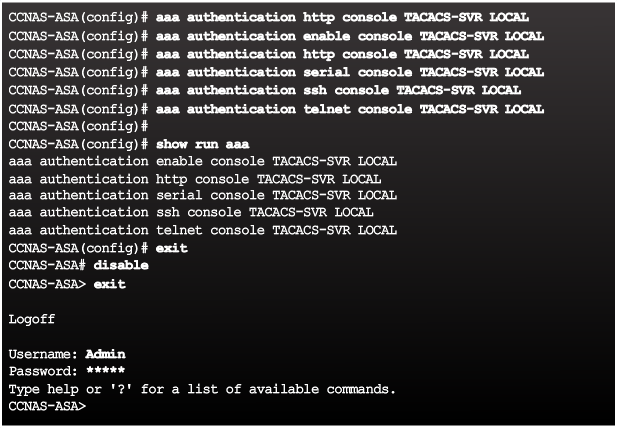 CCNAS-ASA(config)# aaa authentication http console TACACS-SVR LOCAL
CCNAS-ASA(config)# aaa authentication enable console TACACS-SVR LOCAL
CCNAS-ASA(config)# aaa authentication http console TACACS-SVR LOCAL
CCNAS-ASA(config)# aaa authentication serial console TACACS-SVR LOCAL
CCNAS-ASA(config)# aaa authentication ssh console TACACS-SVR LOCAL
CCNAS-ASA(config)# aaa authentication telnet console TACACS-SVR LOCAL
CCNAS-ASA(config)#
CCNAS-ASA(config)# show run aaa
aaa authentication enable console TACACS-SVR LOCAL
aaa authentication http console TACACS-SVR LOCAL
aaa authentication serial console TACACS-SVR LOCAL
aaa authentication ssh console TACACS-SVR LOCAL
aaa authentication telnet console TACACS-SVR LOCAL
CCNAS-ASA(config)# exit
CCNAS-ASA# disable
CCNAS-ASA> exit
Logoff
Username: Admin
Password: *****
Type help or '?' for a list of available commands.
CCNAS-ASA>